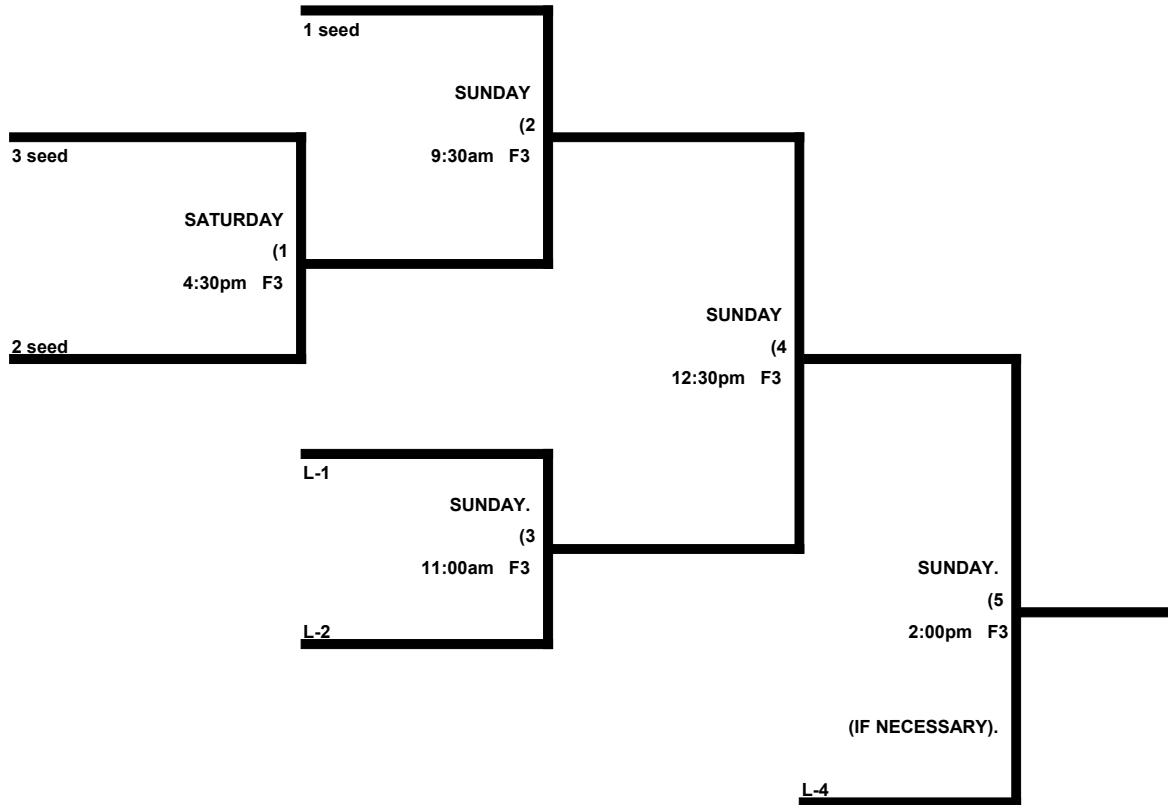 1 seed
SUNDAY
(2
9:30am F3
3 seed
SATURDAY
(1
4:30pm F3
2 seed
SUNDAY
(4
12:30pm F3
L-1
SUNDAY.
(3
11:00am F3
L-2
SUNDAY.
(5
2:00pm F3
(IF NECESSARY).
L-4